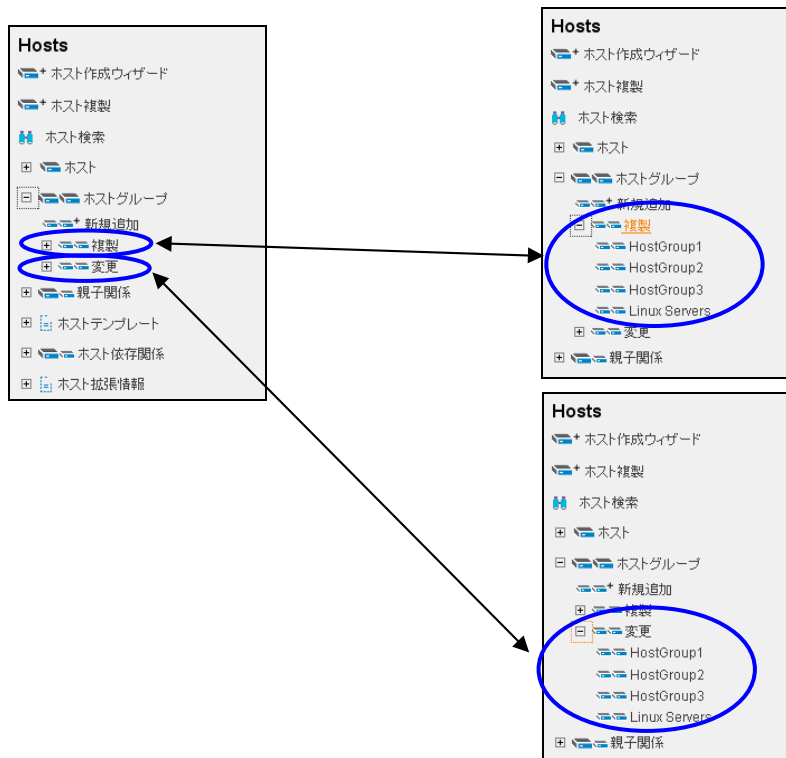 Hosts
ホスト作成ウィザード
ホスト複製
ホスト検索
ホスト
ホストグループ
新規追加
複製
変更
親子関係
ホストテンプレート
ホスト依存関係
ホスト拡張情報
Hosts
ホスト作成ウィザード
ホスト複製
ホスト検索
ホスト
ホストグループ
新規追加
複製
HostGroup1
HostGroup2
HostGroup3
Linux Servers
変更
親子関係
Hosts
ホスト作成ウィザード
ホスト複製
ホスト検索
ホスト
ホストグループ
新規追加
複製
変更
HostGroup1
HostGroup2
HostGroup3
Linux Servers
親子関係